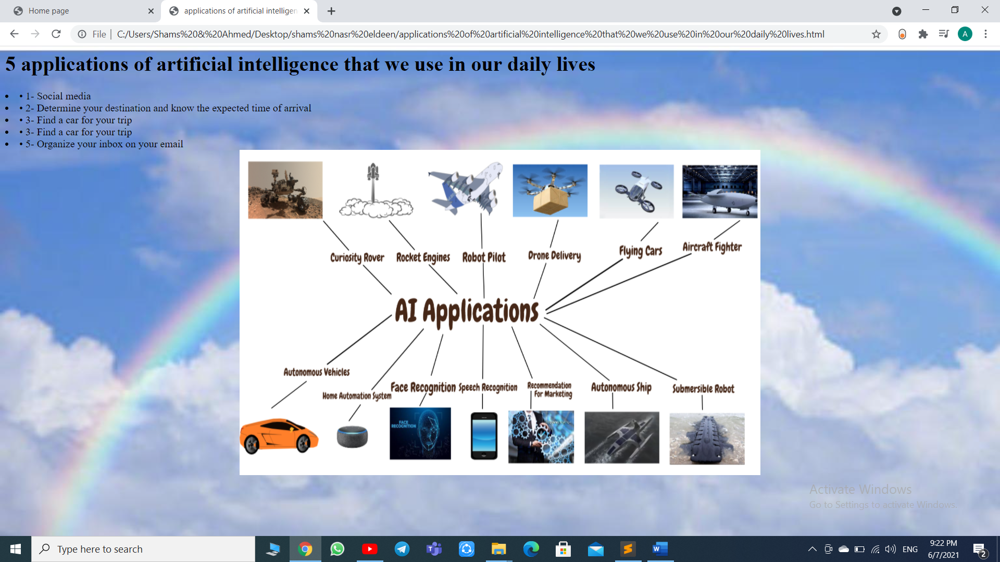 Home page
applications of artificial intelligen
File
C:/Users/Shams%20&%20Ahmed/Desktop/shams%20nasr%20eldeen/applications%20of%20artificial%20intelligence%20that%20we%20use%20in%20our%20daily%20lives.html
A
5 applications of artificial intelligence that we use in our daily lives
• • 1- Social media
• • 2- Determine your destination and know the expected time of arrival
• • 3- Find a car for your trip
• • 3- Find a car for your trip
• • 5- Organize your inbox on your email
Curiosity Rover Rocket Engines Robot Pilot Drone Delivery Flying Cars Aircraft Fighter
AI Applications
Autonomous Vehicles
Home Automation System Face Recognition Speech Recognition Recommendation For Marketing Autonomous Ship Submersible Robot
FACE
RECOGNITION
Activate Windows
Go to Settings to activate Windows.
Type here to search
W
ENG
9:22 PM
6/7/2021
2